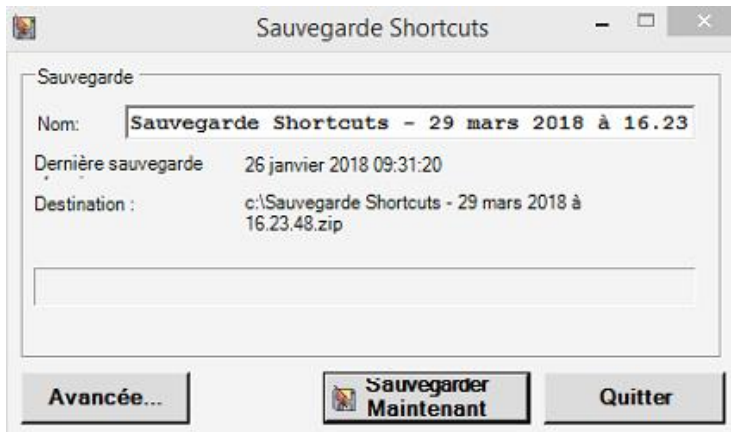 Sauvegarde Shortcuts
Sauvegarde
Nom: Sauvegarde Shortcuts - 29 mars 2018 à 16.23
Dernière sauvegarde 26 janvier 2018 09:31:20
Destination : c:\Sauvegarde Shortcuts - 29 mars 2018 à
16.23.48.zip
Avancée... Sauvegarder Quitter
Maintenant